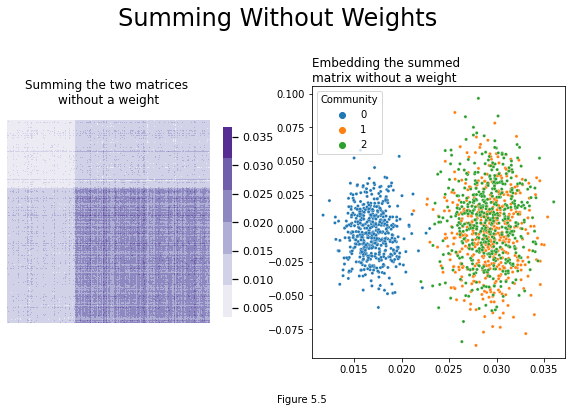 Summing Without Weights
Summing the two matrices
without a weight
0.035
0.030
0.025
0.020
0.015
0.010
0.005
Embedding the summed
matrix without a weight
Community
0
1
2
0.100
0.075
0.050
0.025
0.000
−0.025
−0.050
−0.075
0.015 0.020 0.025 0.030 0.035
Figure 5.5